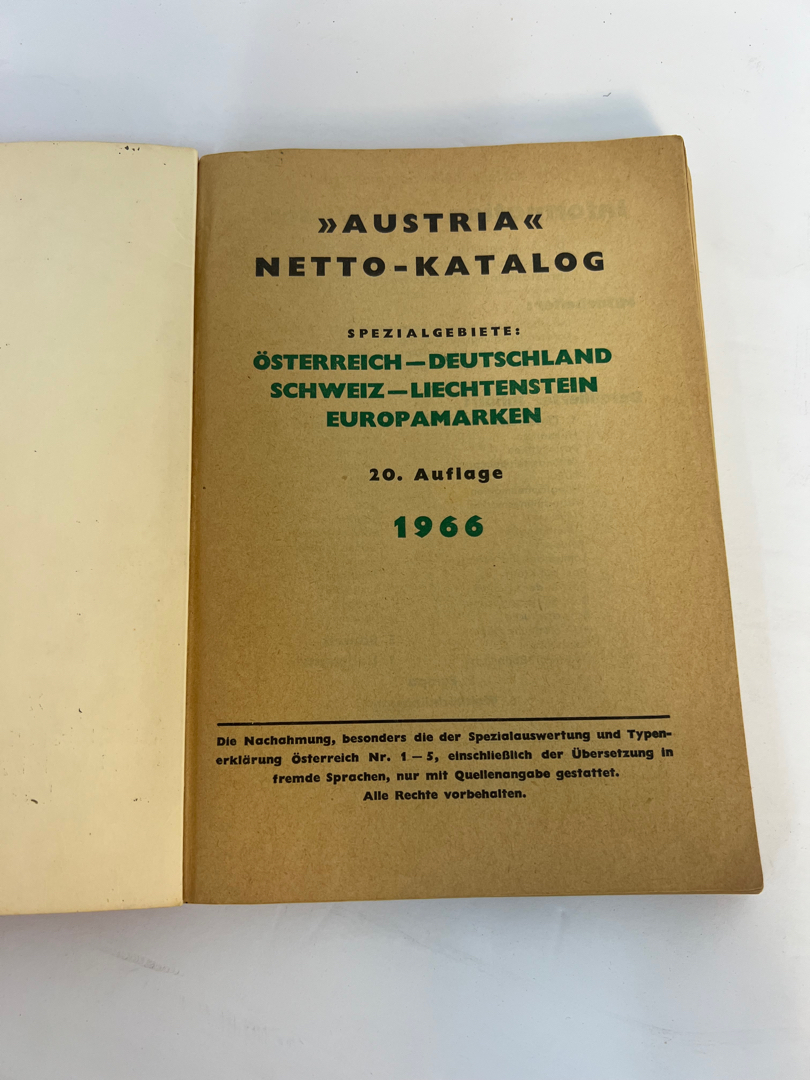 »AUSTRIA«
NETTO-KATALOG
SPEZIALGEBIETE:
ÖSTERREICH—DEUTSCHLAND
SCHWEIZ—LIECHTENSTEIN
EUROPAMARKEN
20. Auflage
1966
Die Nachahmung, besonders die der Spezialauswertung und Typen-
erklärung Österreich Nr. 1—5, einschließlich der Übersetzung in
fremde Sprachen, nur mit Quellenangabe gestattet.
Alle Rechte vorbehalten.